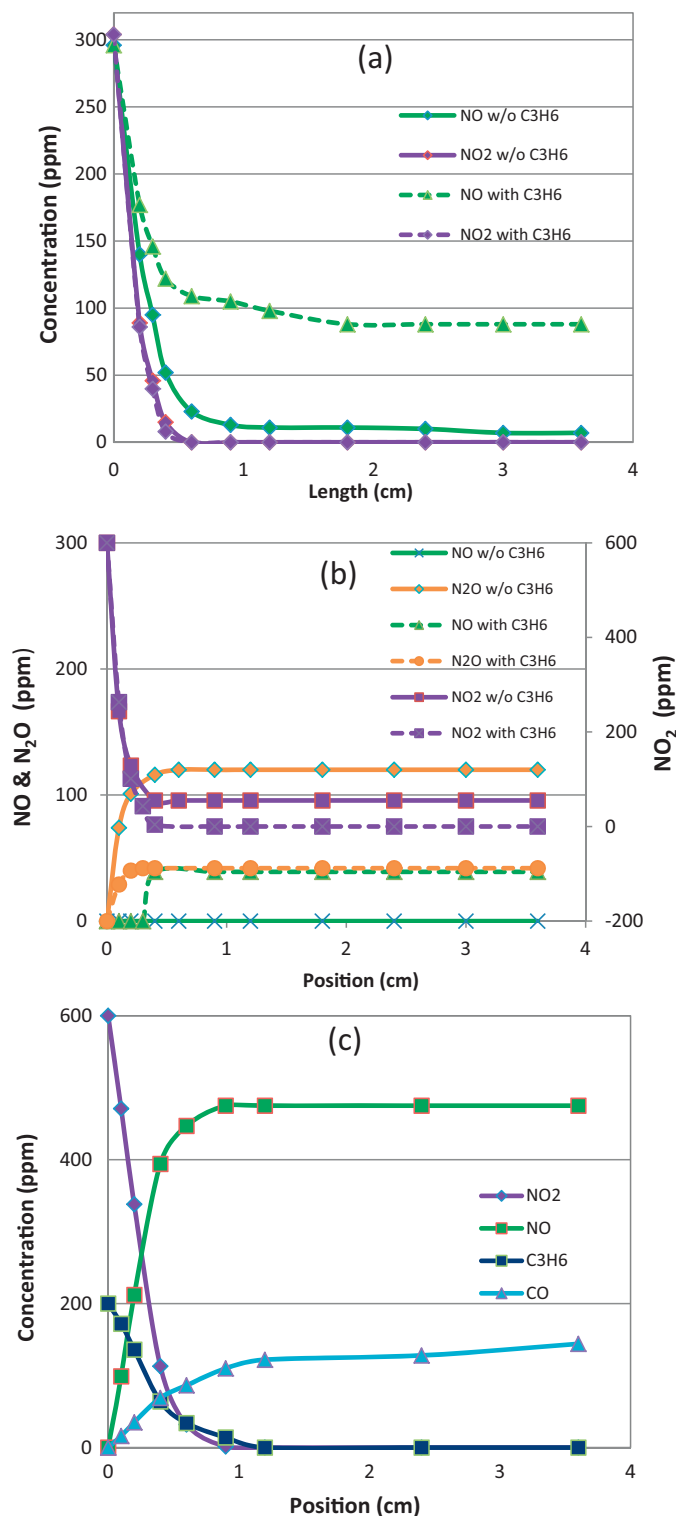 (a)
Concentration (ppm)
300
250
200
150
100
50
0
NO w/o C3H6
NO2 w/o C3H6
NO with C3H6
NO2 with C3H6
0 1 2 3 4
Length (cm)
(b)
NO & N2O (ppm)
300
200
100
0
NO w/o C3H6
N2O w/o C3H6
NO with C3H6
N2O with C3H6
NO2 w/o C3H6
NO2 with C3H6
600
400
200
0
-200
NO2 (ppm)
0 1 2 3 4
Position (cm)
(c)
Concentration (ppm)
600
400
200
0
NO2
NO
C3H6
CO
0 1 2 3 4
Position (cm)